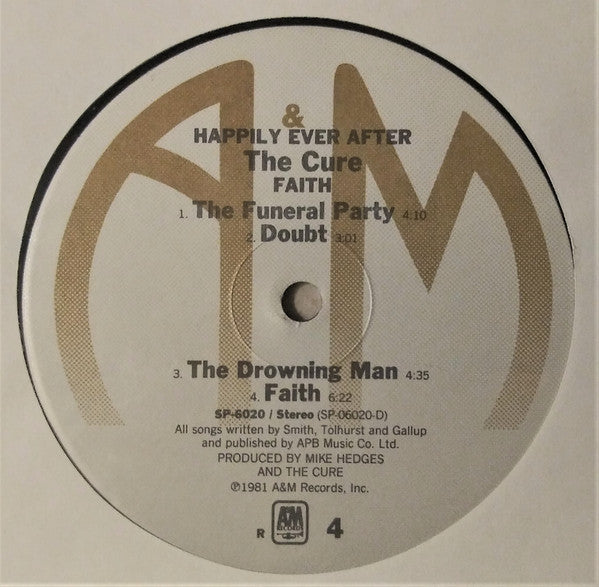 A&M
HAPPILY EVER AFTER
The Cure
FAITH
1. The Funeral Party 4:10
2. Doubt 3:01
3. The Drowning Man 4:35
4. Faith 6:22
SP-6020 / Stereo (SP-06020-D)
All songs written by Smith, Tolhurst and Gallup
and published by APB Music Co. Ltd.
PRODUCED BY MIKE HEDGES
AND THE CURE
℗1981 A&M Records, Inc.
R A&M RECORDS 4